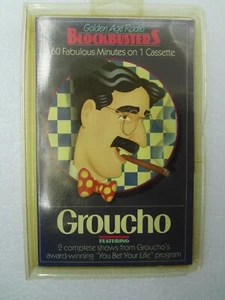 Golden Age Radio
BLOCKBUSTERS
60 Fabulous Minutes on 1 Cassette
Groucho
FEATURING
2 complete shows from Groucho's
award-winning "You Bet Your Life" program